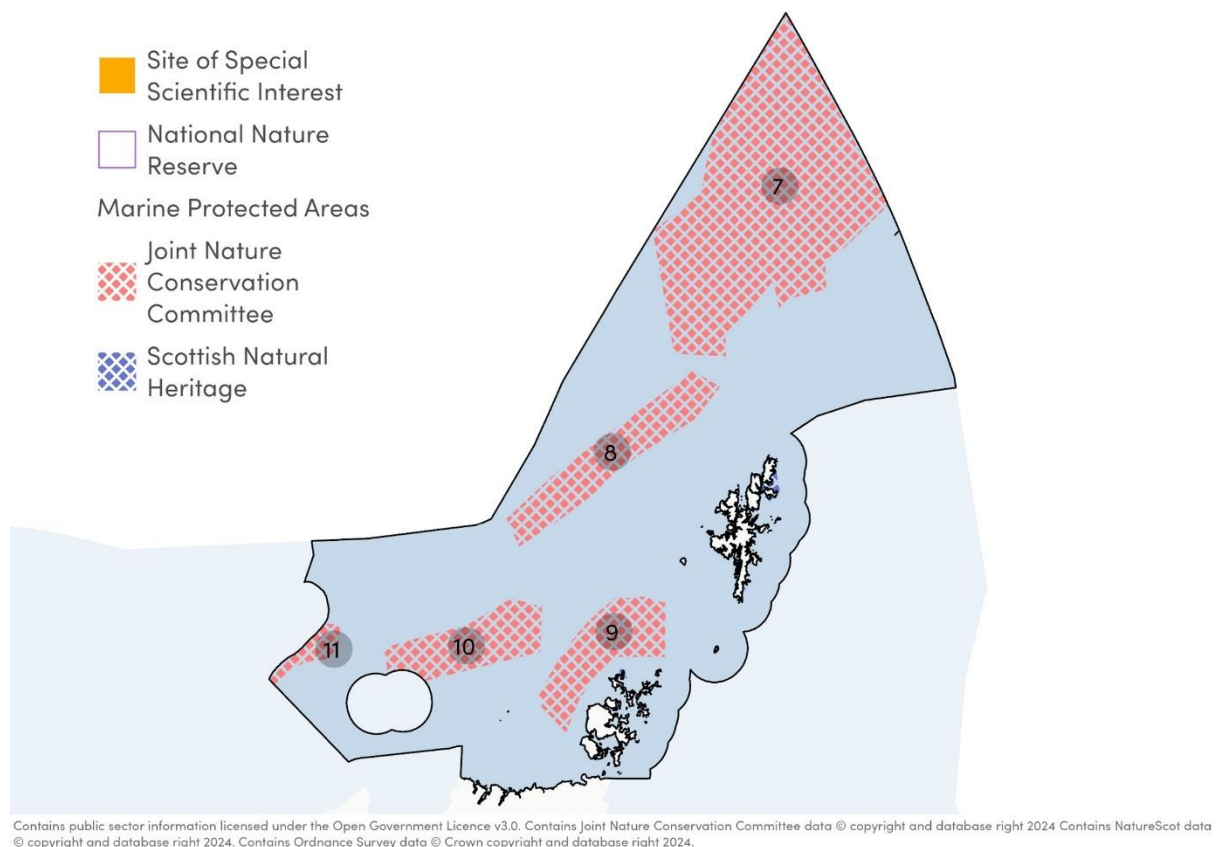 Site of Special
Scientific Interest
National Nature
Reserve
Marine Protected Areas
Joint Nature
Conservation
Committee
Scottish Natural
Heritage
7
8
9
10
11
Contains public sector information licensed under the Open Government Licence v3.0. Contains Joint Nature Conservation Committee data © copyright and database right 2024 Contains NatureScot data
© copyright and database right 2024. Contains Ordnance Survey data © Crown copyright and database right 2024.